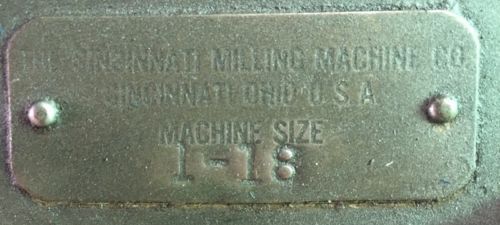 THE CINCINNATI MILLING MACHINE CO.
CINCINNATI OHIO U.S.A.
MACHINE SIZE
1-18